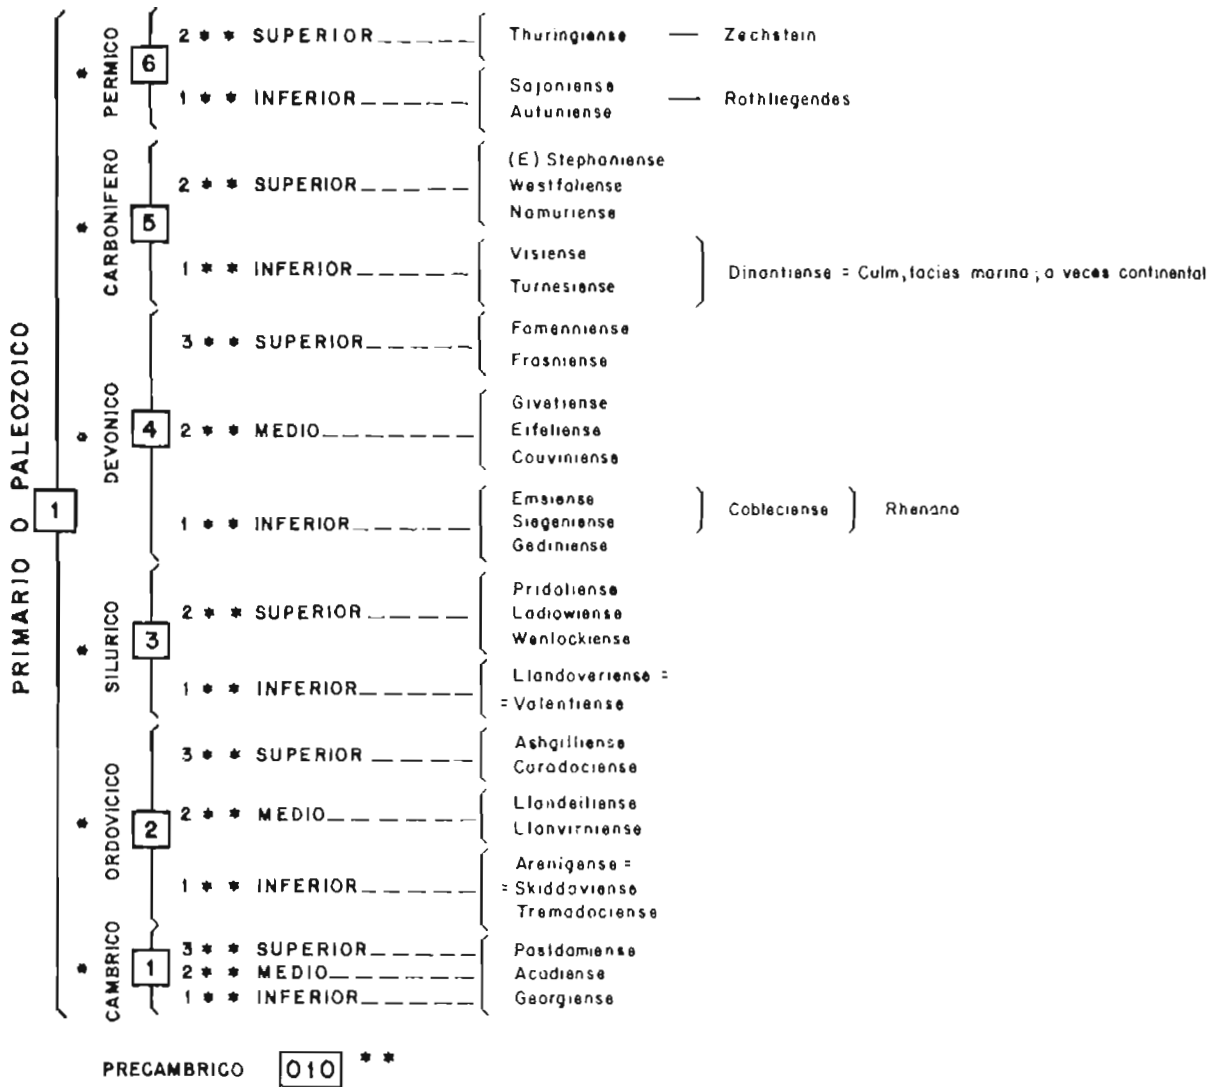 PRIMARIO O PALEOZOICO
1
* PERMICO
6
2 * * SUPERIOR
Thuringiense — Zechstein
1 * * INFERIOR
Sajoniense
Autuniense
— Rothliegendes
* CARBONIFERO
5
2 * * SUPERIOR
(E) Stephaniense
Westfaliense
Namuriense
1 * * INFERIOR
Visiense
Turnesiense
Dinantiense = Culm, facies marina; a veces continental
* DEVONICO
4
3 * * SUPERIOR
Famenniense
Frasniense
2 * * MEDIO
Givetiense
Eifeliense
Couviniense
1 * * INFERIOR
Emsiense
Siegeniense
Gediniense
Cobleciense
Rhenano
* SILURICO
3
2 * * SUPERIOR
Pridoliense
Ladlowiense
Wenlockiense
1 * * INFERIOR
Llandoveriense =
= Valentiense
* ORDOVICICO
2
3 * * SUPERIOR
Ashgilliense
Caradociense
2 * * MEDIO
Llandeiliense
Llanvirniense
1 * * INFERIOR
Arenigense =
= Skiddaviense
Tremadociense
* CAMBRICO
1
3 * * SUPERIOR
Postdamiense
2 * * MEDIO
Acadiense
1 * * INFERIOR
Georgiense
PRECAMBRICO 010 * *